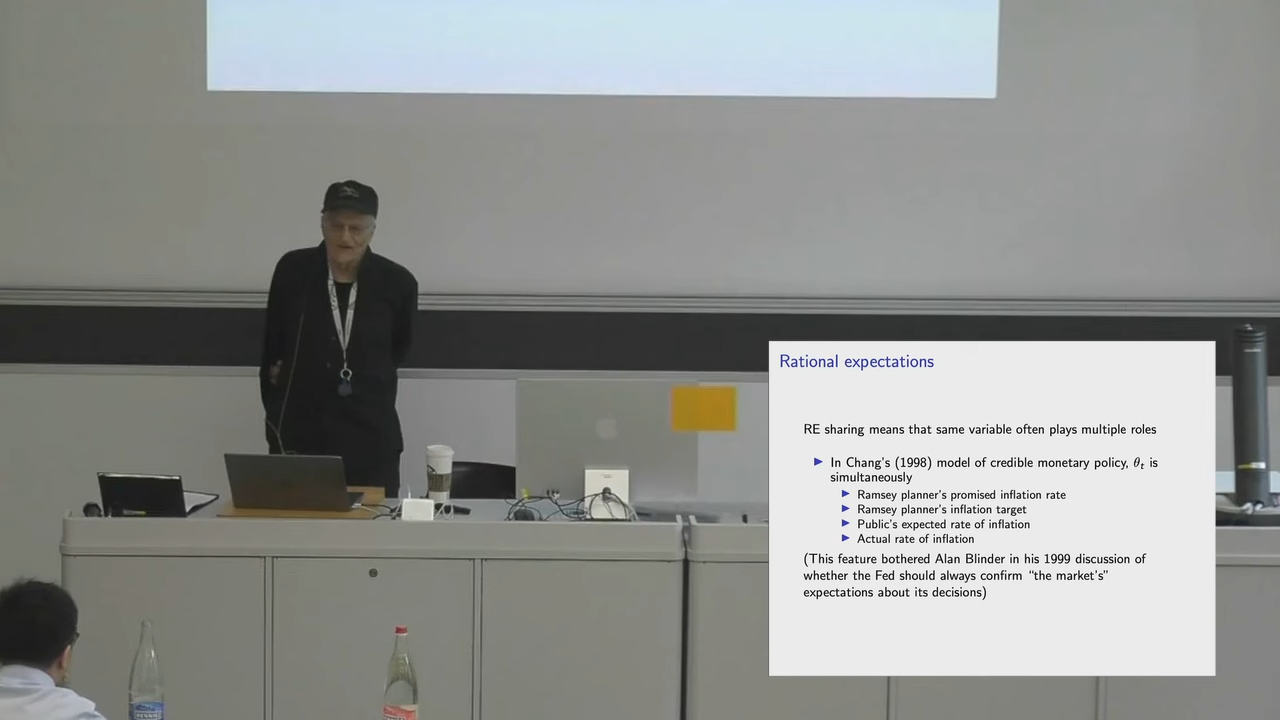 Rational expectations
RE sharing means that same variable often plays multiple roles
▶ In Chang's (1998) model of credible monetary policy, θt is
simultaneously
▶ Ramsey planner's promised inflation rate
▶ Ramsey planner's inflation target
▶ Public's expected rate of inflation
▶ Actual rate of inflation
(This feature bothered Alan Blinder in his 1999 discussion of
whether the Fed should always confirm “the market's”
expectations about its decisions)